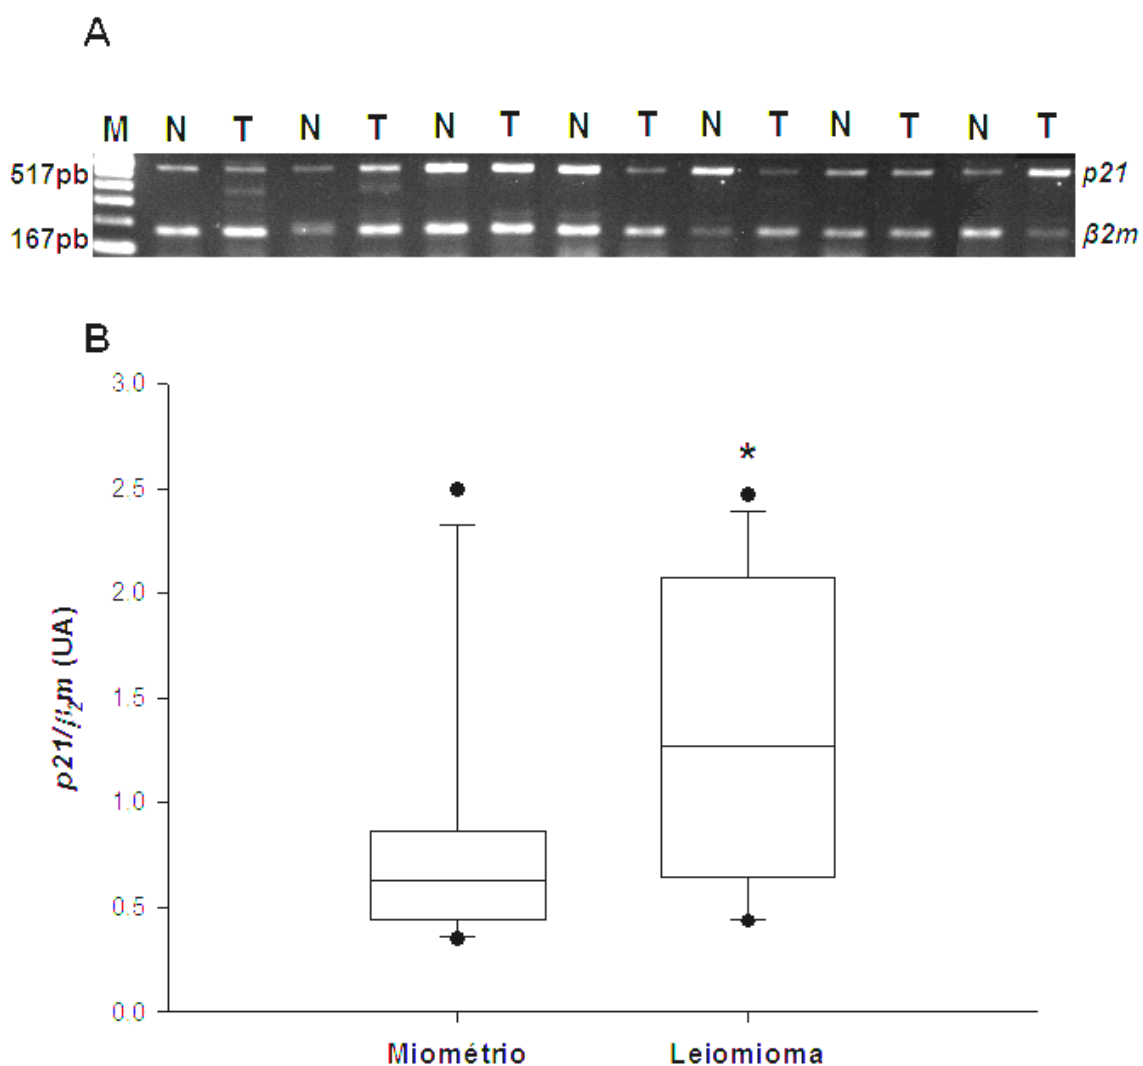 A
M N T N T N T N T N T N T N T
517pb p21
167pb β2m
B
3.0
2.5
2.0
1.5
1.0
0.5
0.0
p21/β2m (UA)
*
Miométrio Leiomioma